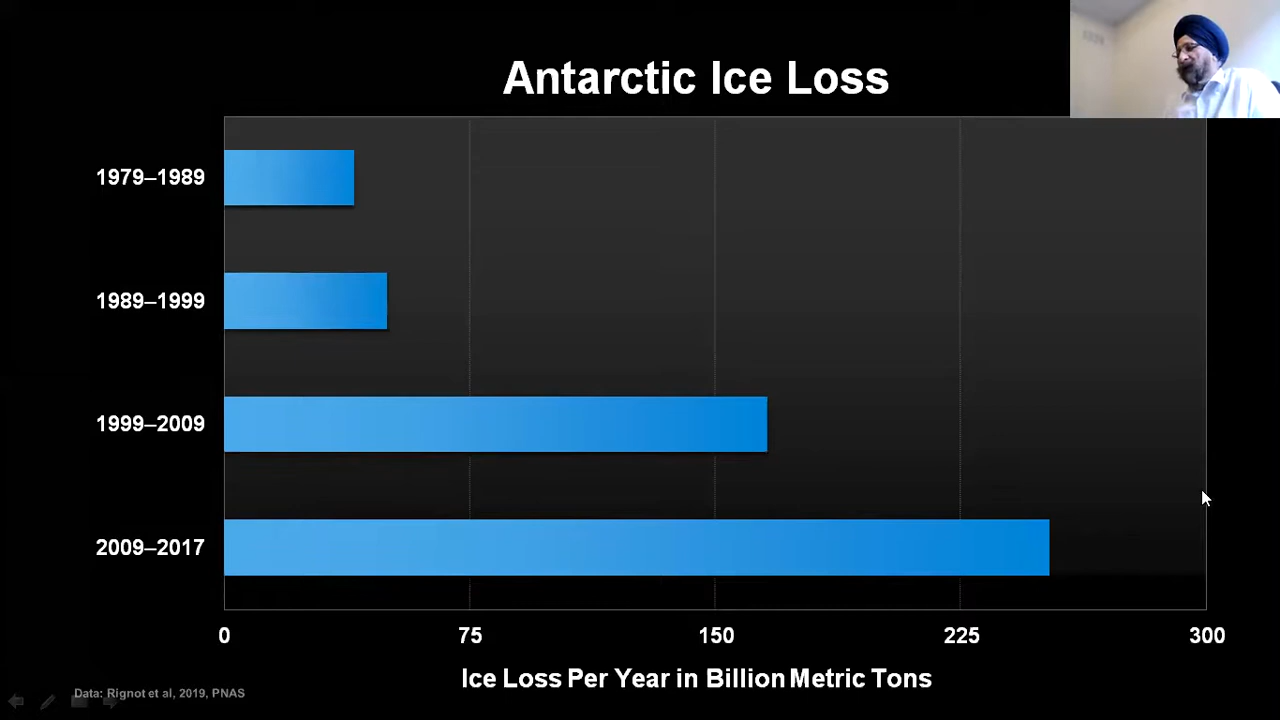 Antarctic Ice Loss
1979–1989
1989–1999
1999–2009
2009–2017
0 75 150 225 300
Ice Loss Per Year in Billion Metric Tons
Data: Rignot et al, 2019, PNAS